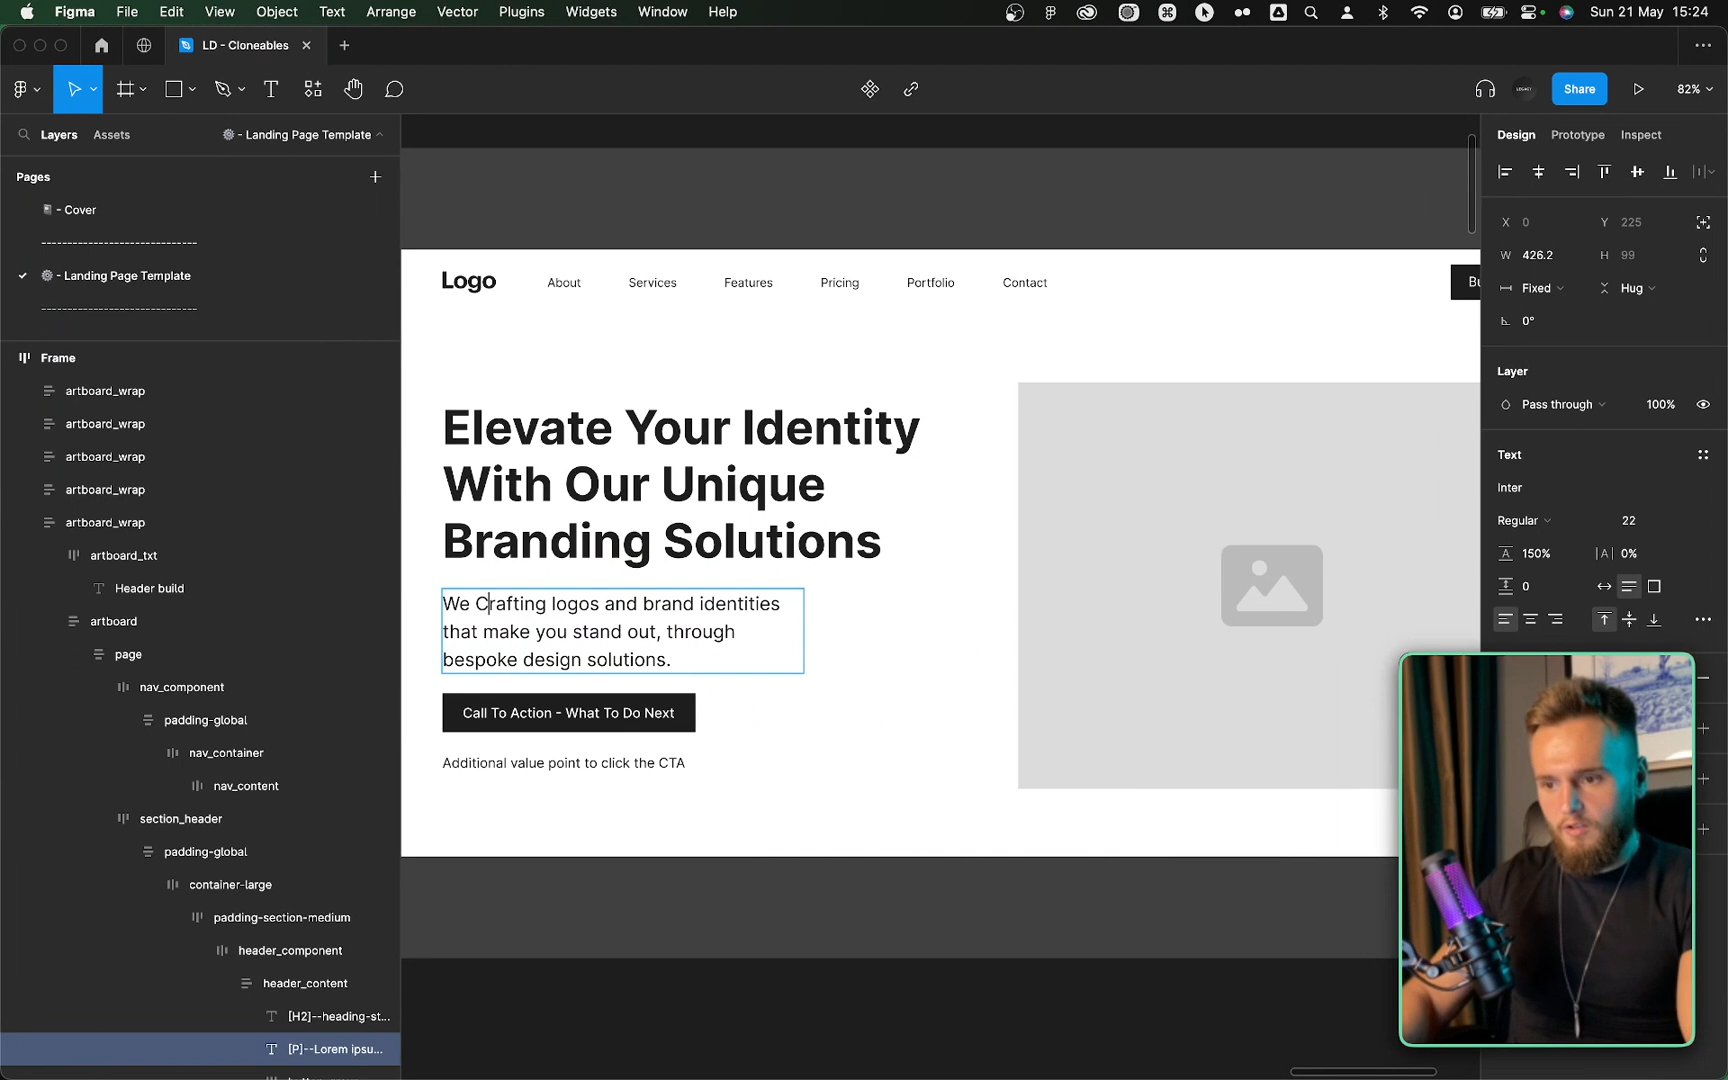 Figma File Edit View Object Text Arrange Vector Plugins Widgets Window Help Sun 21 May 15:24
LD - Cloneables
Share 82%
Layers Assets - Landing Page Template
Design Prototype Inspect
Pages
- Cover
------------------------------
- Landing Page Template
------------------------------
Frame
artboard_wrap
artboard_wrap
artboard_wrap
artboard_wrap
artboard_wrap
artboard_txt
Header build
artboard
page
nav_component
padding-global
nav_container
nav_content
section_header
padding-global
container-large
padding-section-medium
header_component
header_content
[H2]--heading-st...
[P]--Lorem ipsu...
Logo About Services Features Pricing Portfolio Contact Bu
Elevate Your Identity
With Our Unique
Branding Solutions
We Crafting logos and brand identities
that make you stand out, through
bespoke design solutions.
Call To Action - What To Do Next
Additional value point to click the CTA
X 0 Y 225
W 426.2 H 99
Fixed Hug
0°
Layer
Pass through 100%
Text
Inter
Regular 22
150% 0%
0